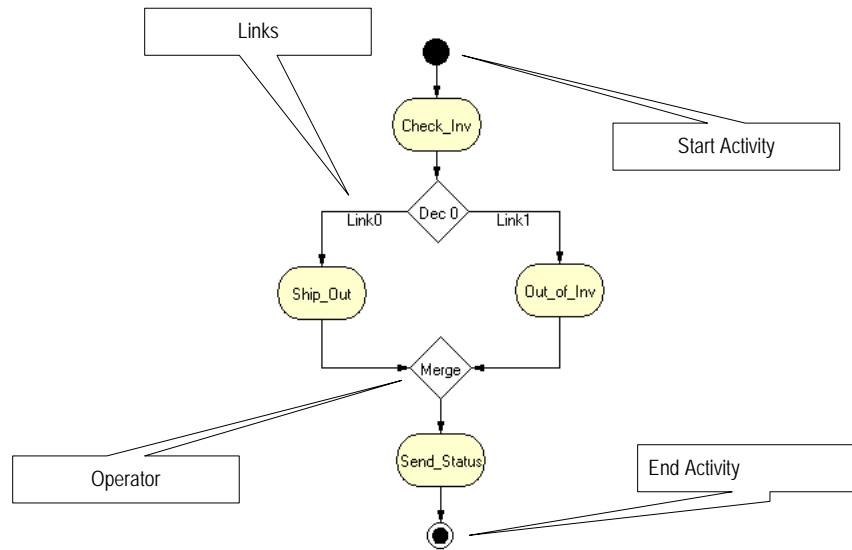 Links
Check_Inv
Start Activity
Dec 0
Link0
Link1
Ship_Out
Out_of_Inv
Merge
Send_Status
Operator
End Activity